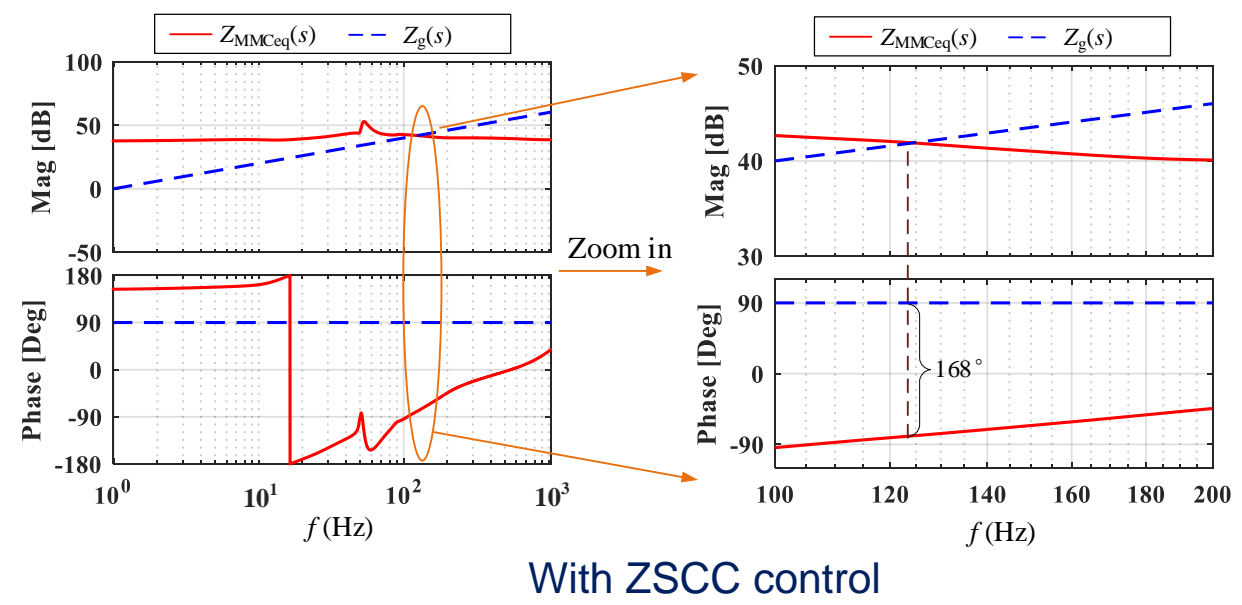 Z_MMCeq(s) Z_g(s)
100
50
0
-50
Mag [dB]
180
90
0
-90
-180
Phase [Deg]
10^0 10^1 10^2 10^3
f (Hz)
Zoom in
Z_MMCeq(s) Z_g(s)
50
40
30
Mag [dB]
90
0
-90
Phase [Deg]
168°
100 120 140 160 180 200
f (Hz)
With ZSCC control